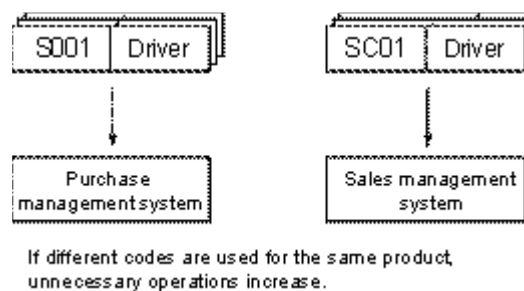 S001 Driver SC01 Driver
Purchase management system
Sales management system
If different codes are used for the same product,
unnecessary operations increase.